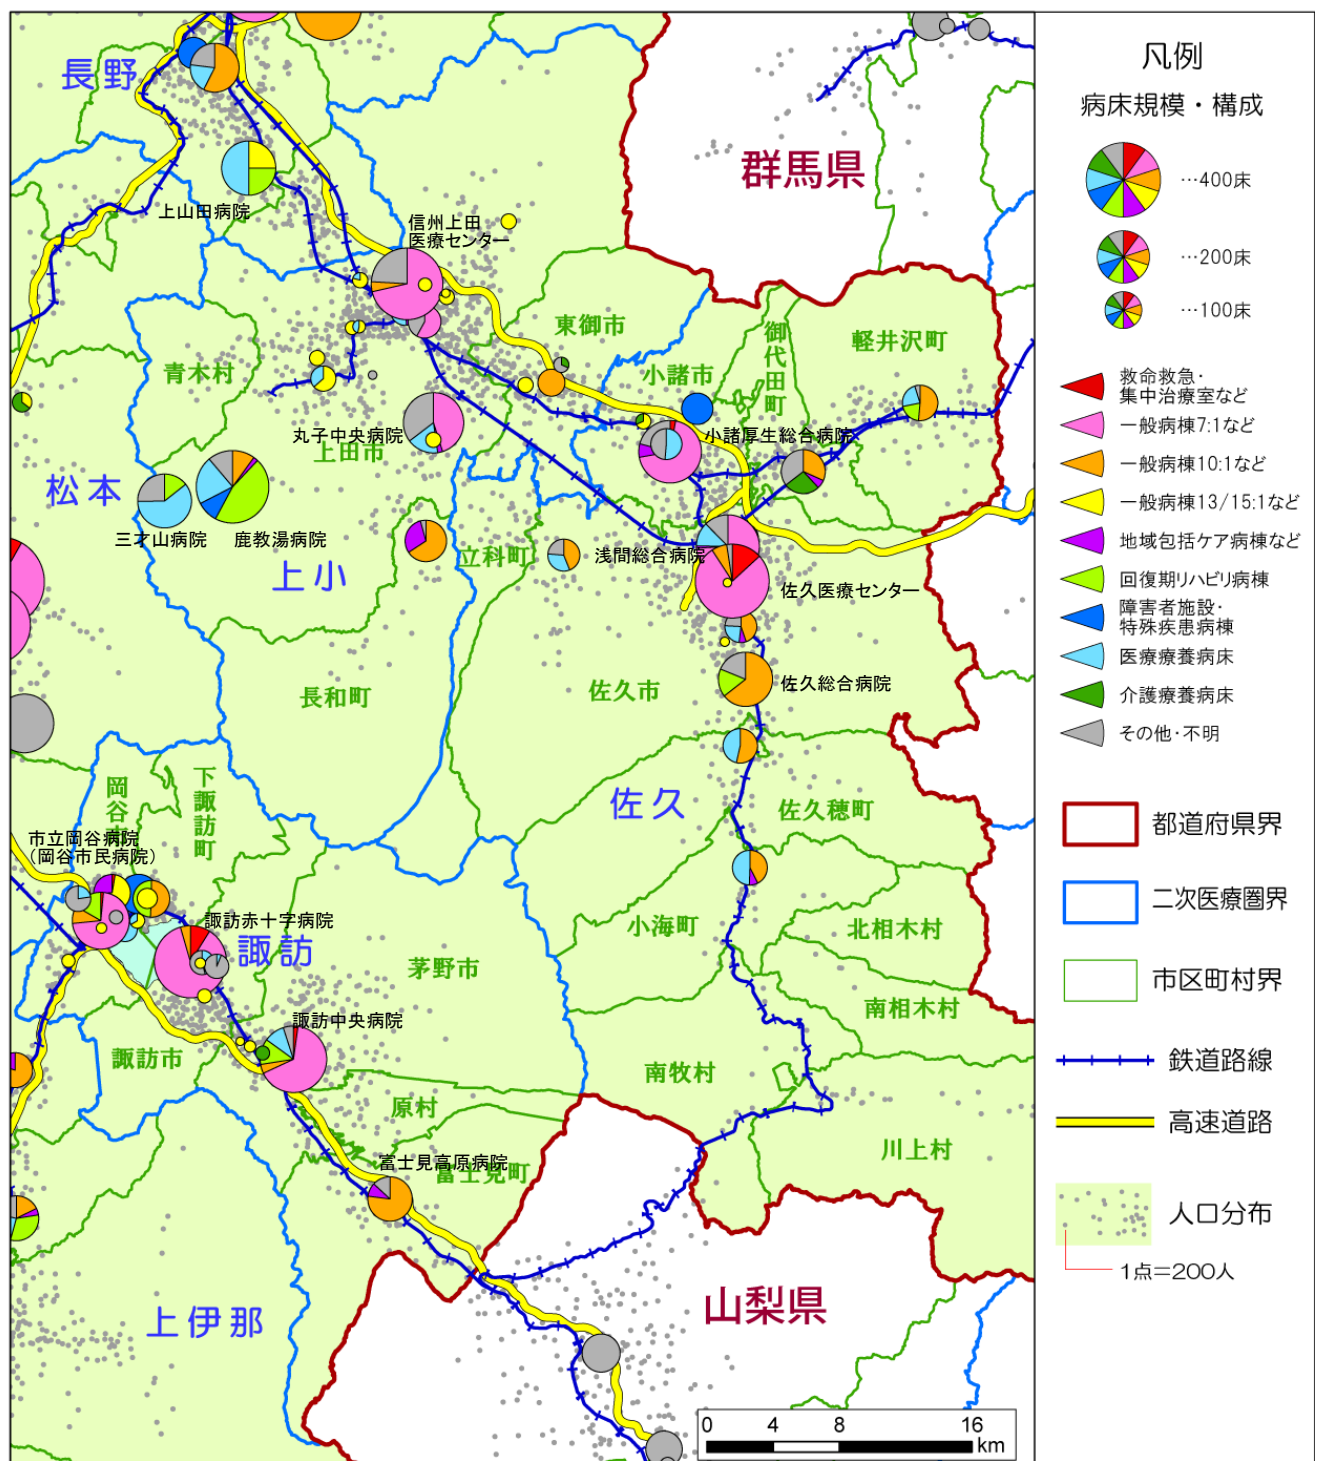 長野
群馬県
上山田病院
信州上田
医療センター
東御市
御代田町
軽井沢町
青木村
小諸市
丸子中央病院
上田市
小諸厚生総合病院
松本
三才山病院
鹿教湯病院
立科町
浅間総合病院
上小
佐久医療センター
長和町
佐久市
佐久総合病院
岡谷市
下諏訪町
佐久
佐久穂町
市立岡谷病院
(岡谷市民病院)
諏訪赤十字病院
諏訪
茅野市
小海町
北相木村
南相木村
諏訪中央病院
諏訪市
南牧村
原村
川上村
富士見高原病院
富士見町
上伊那
山梨県
0 4 8 16
km
凡例
病床規模・構成
…400床
…200床
…100床
救命救急・
集中治療室など
一般病棟7:1など
一般病棟10:1など
一般病棟13/15:1など
地域包括ケア病棟など
回復期リハビリ病棟
障害者施設・
特殊疾患病棟
医療療養病床
介護療養病床
その他・不明
都道府県界
二次医療圏界
市区町村界
鉄道路線
高速道路
人口分布
1点=200人